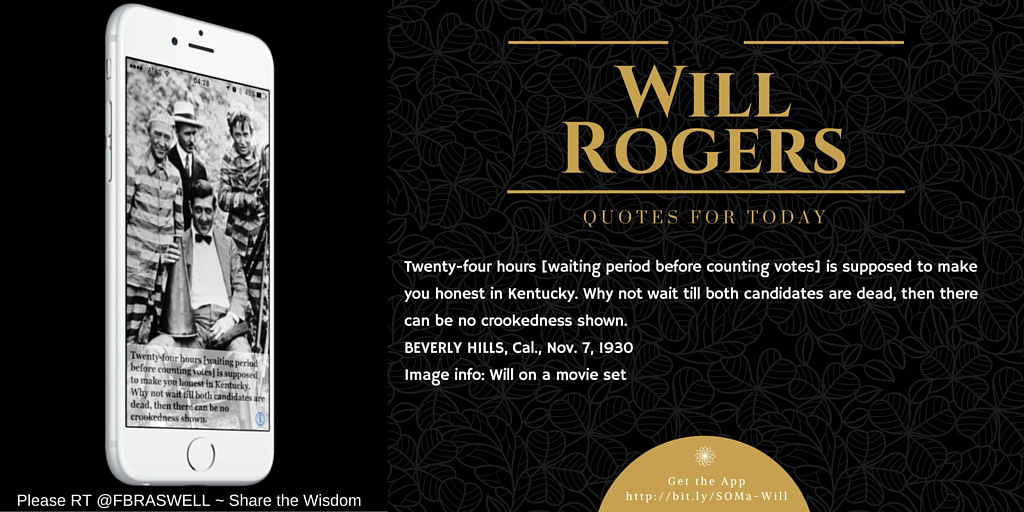 AT&T
04:28
49%
Twenty-four hours [waiting period
before counting votes] is supposed
to make you honest in Kentucky.
Why not wait till both candidates are
dead, then there can be no
crookedness shown.
Please RT @FBRASWELL ~ Share the Wisdom
WILL
ROGERS
QUOTES FOR TODAY
Twenty-four hours [waiting period before counting votes] is supposed to make
you honest in Kentucky. Why not wait till both candidates are dead, then there
can be no crookedness shown.
BEVERLY HILLS, Cal., Nov. 7, 1930
Image info: Will on a movie set
Get the App
http://bit.ly/SOMa-Will